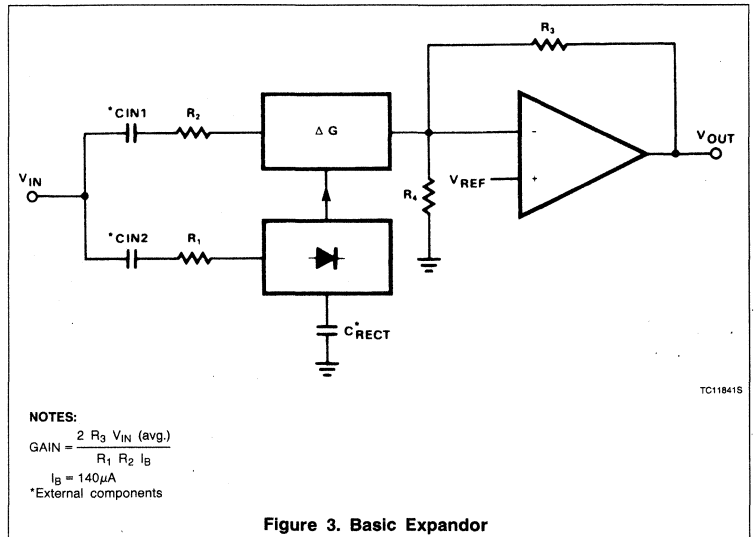 R3
*CIN1
R2
Δ G
VIN
VREF
R4
VOUT
-
+
*CIN2
R1
C*RECT
TC11841S
NOTES:
GAIN = 2 R3 VIN (avg.) / R1 R2 IB
IB = 140μA
*External components
Figure 3. Basic Expandor